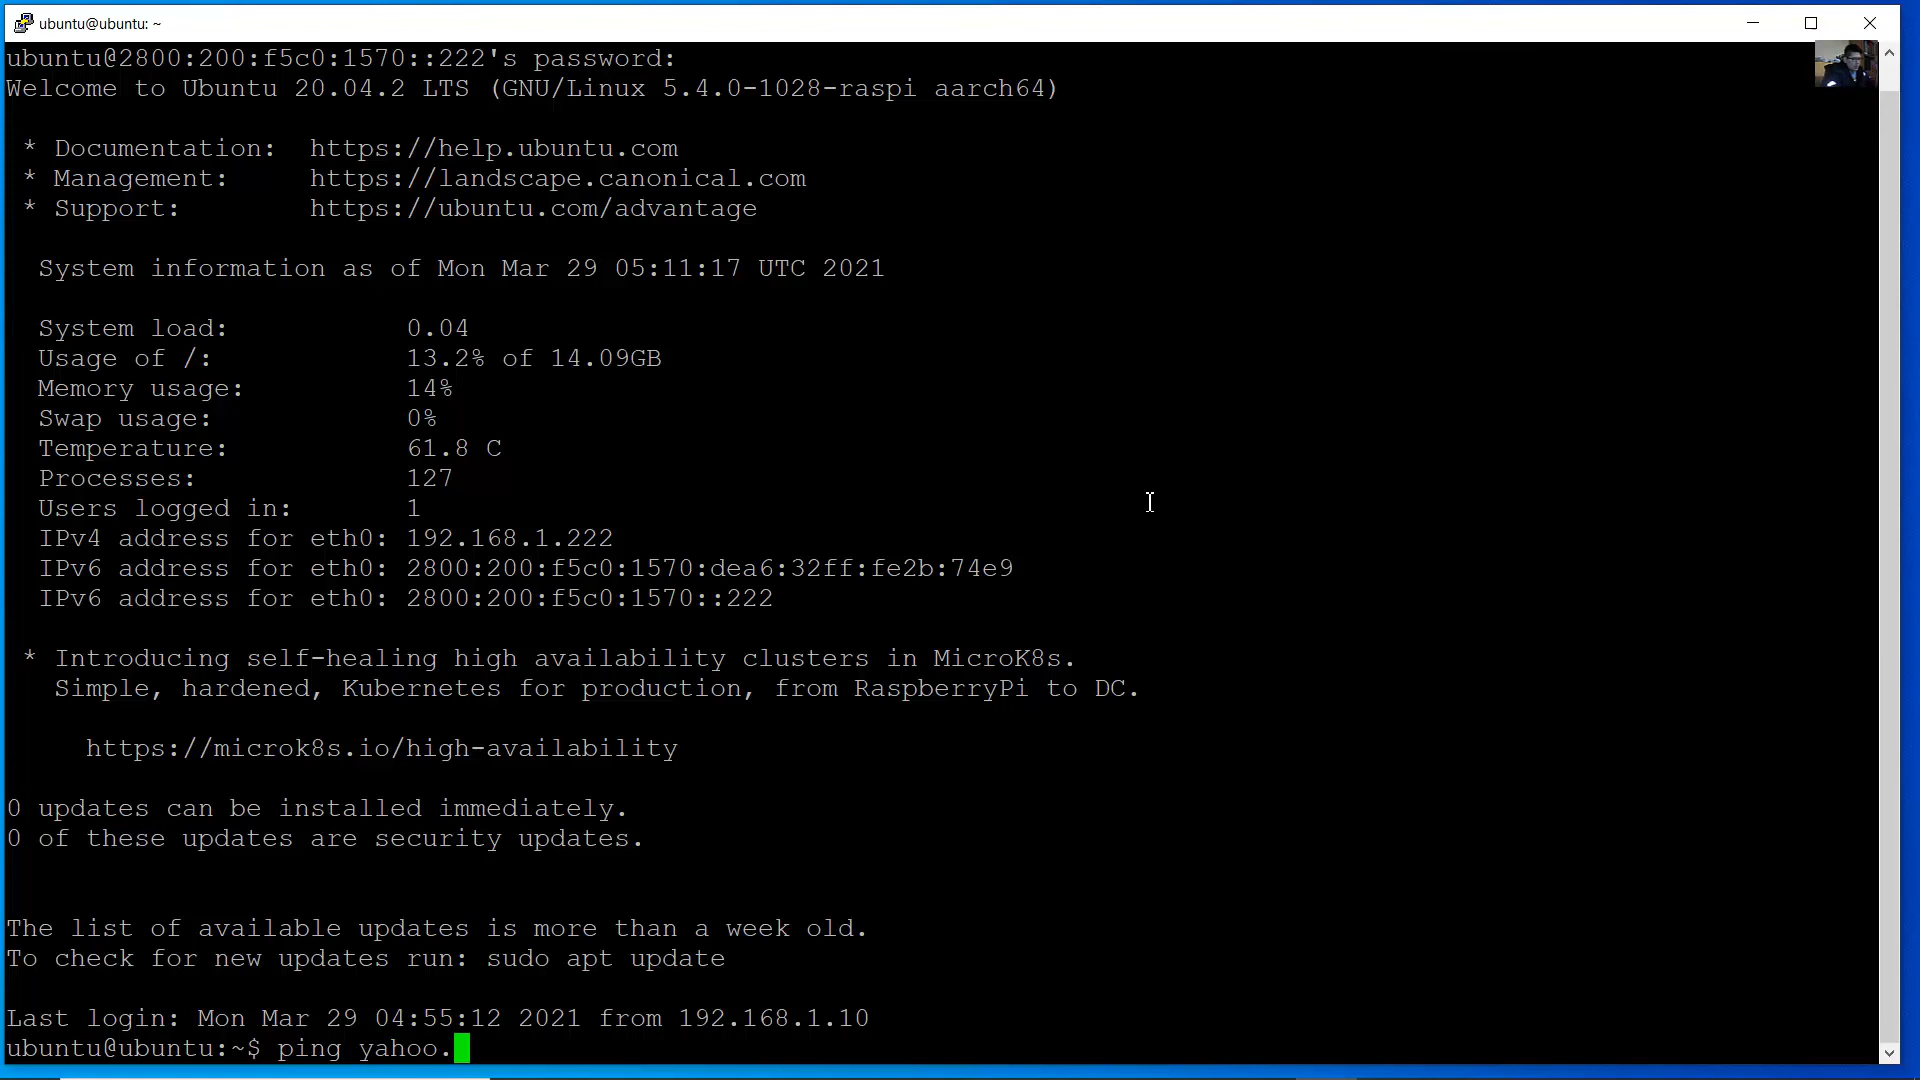 ubuntu@ubuntu: ~
ubuntu@2800:200:f5c0:1570::222's password:
Welcome to Ubuntu 20.04.2 LTS (GNU/Linux 5.4.0-1028-raspi aarch64)
* Documentation: https://help.ubuntu.com
* Management: https://landscape.canonical.com
* Support: https://ubuntu.com/advantage
System information as of Mon Mar 29 05:11:17 UTC 2021
System load: 0.04
Usage of /: 13.2% of 14.09GB
Memory usage: 14%
Swap usage: 0%
Temperature: 61.8 C
Processes: 127
Users logged in: 1
IPv4 address for eth0: 192.168.1.222
IPv6 address for eth0: 2800:200:f5c0:1570:dea6:32ff:fe2b:74e9
IPv6 address for eth0: 2800:200:f5c0:1570::222
* Introducing self-healing high availability clusters in MicroK8s.
Simple, hardened, Kubernetes for production, from RaspberryPi to DC.
https://microk8s.io/high-availability
0 updates can be installed immediately.
0 of these updates are security updates.
The list of available updates is more than a week old.
To check for new updates run: sudo apt update
Last login: Mon Mar 29 04:55:12 2021 from 192.168.1.10
ubuntu@ubuntu:~$ ping yahoo.